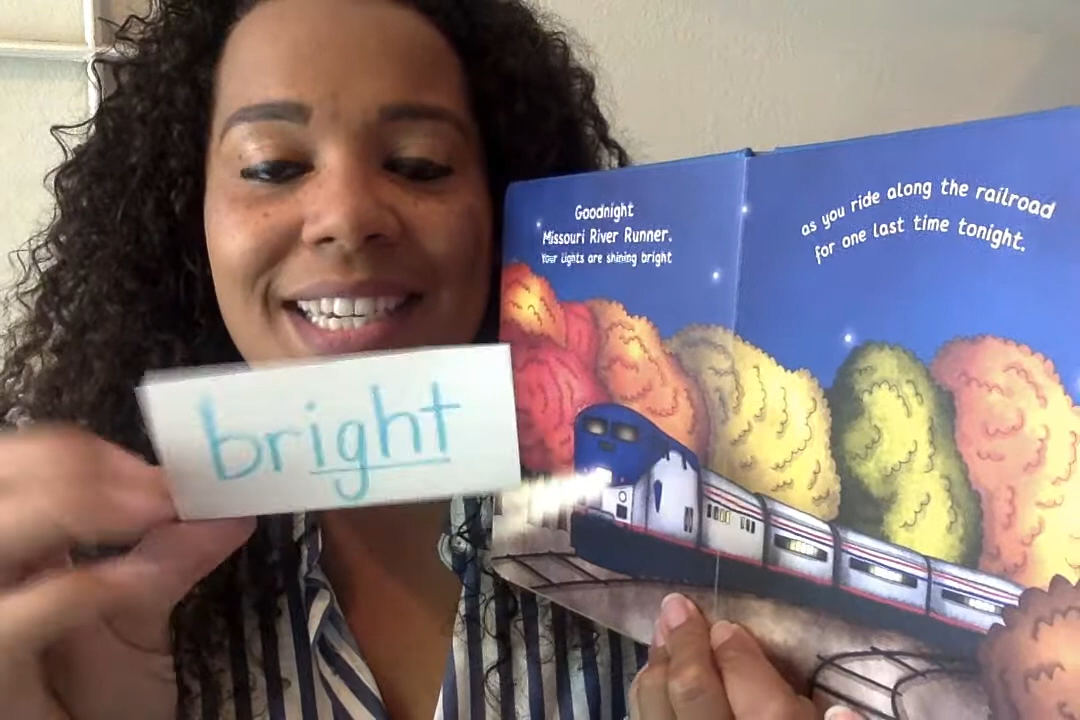 bright
Goodnight
Missouri River Runner.
Your lights are shining bright
as you ride along the railroad
for one last time tonight.